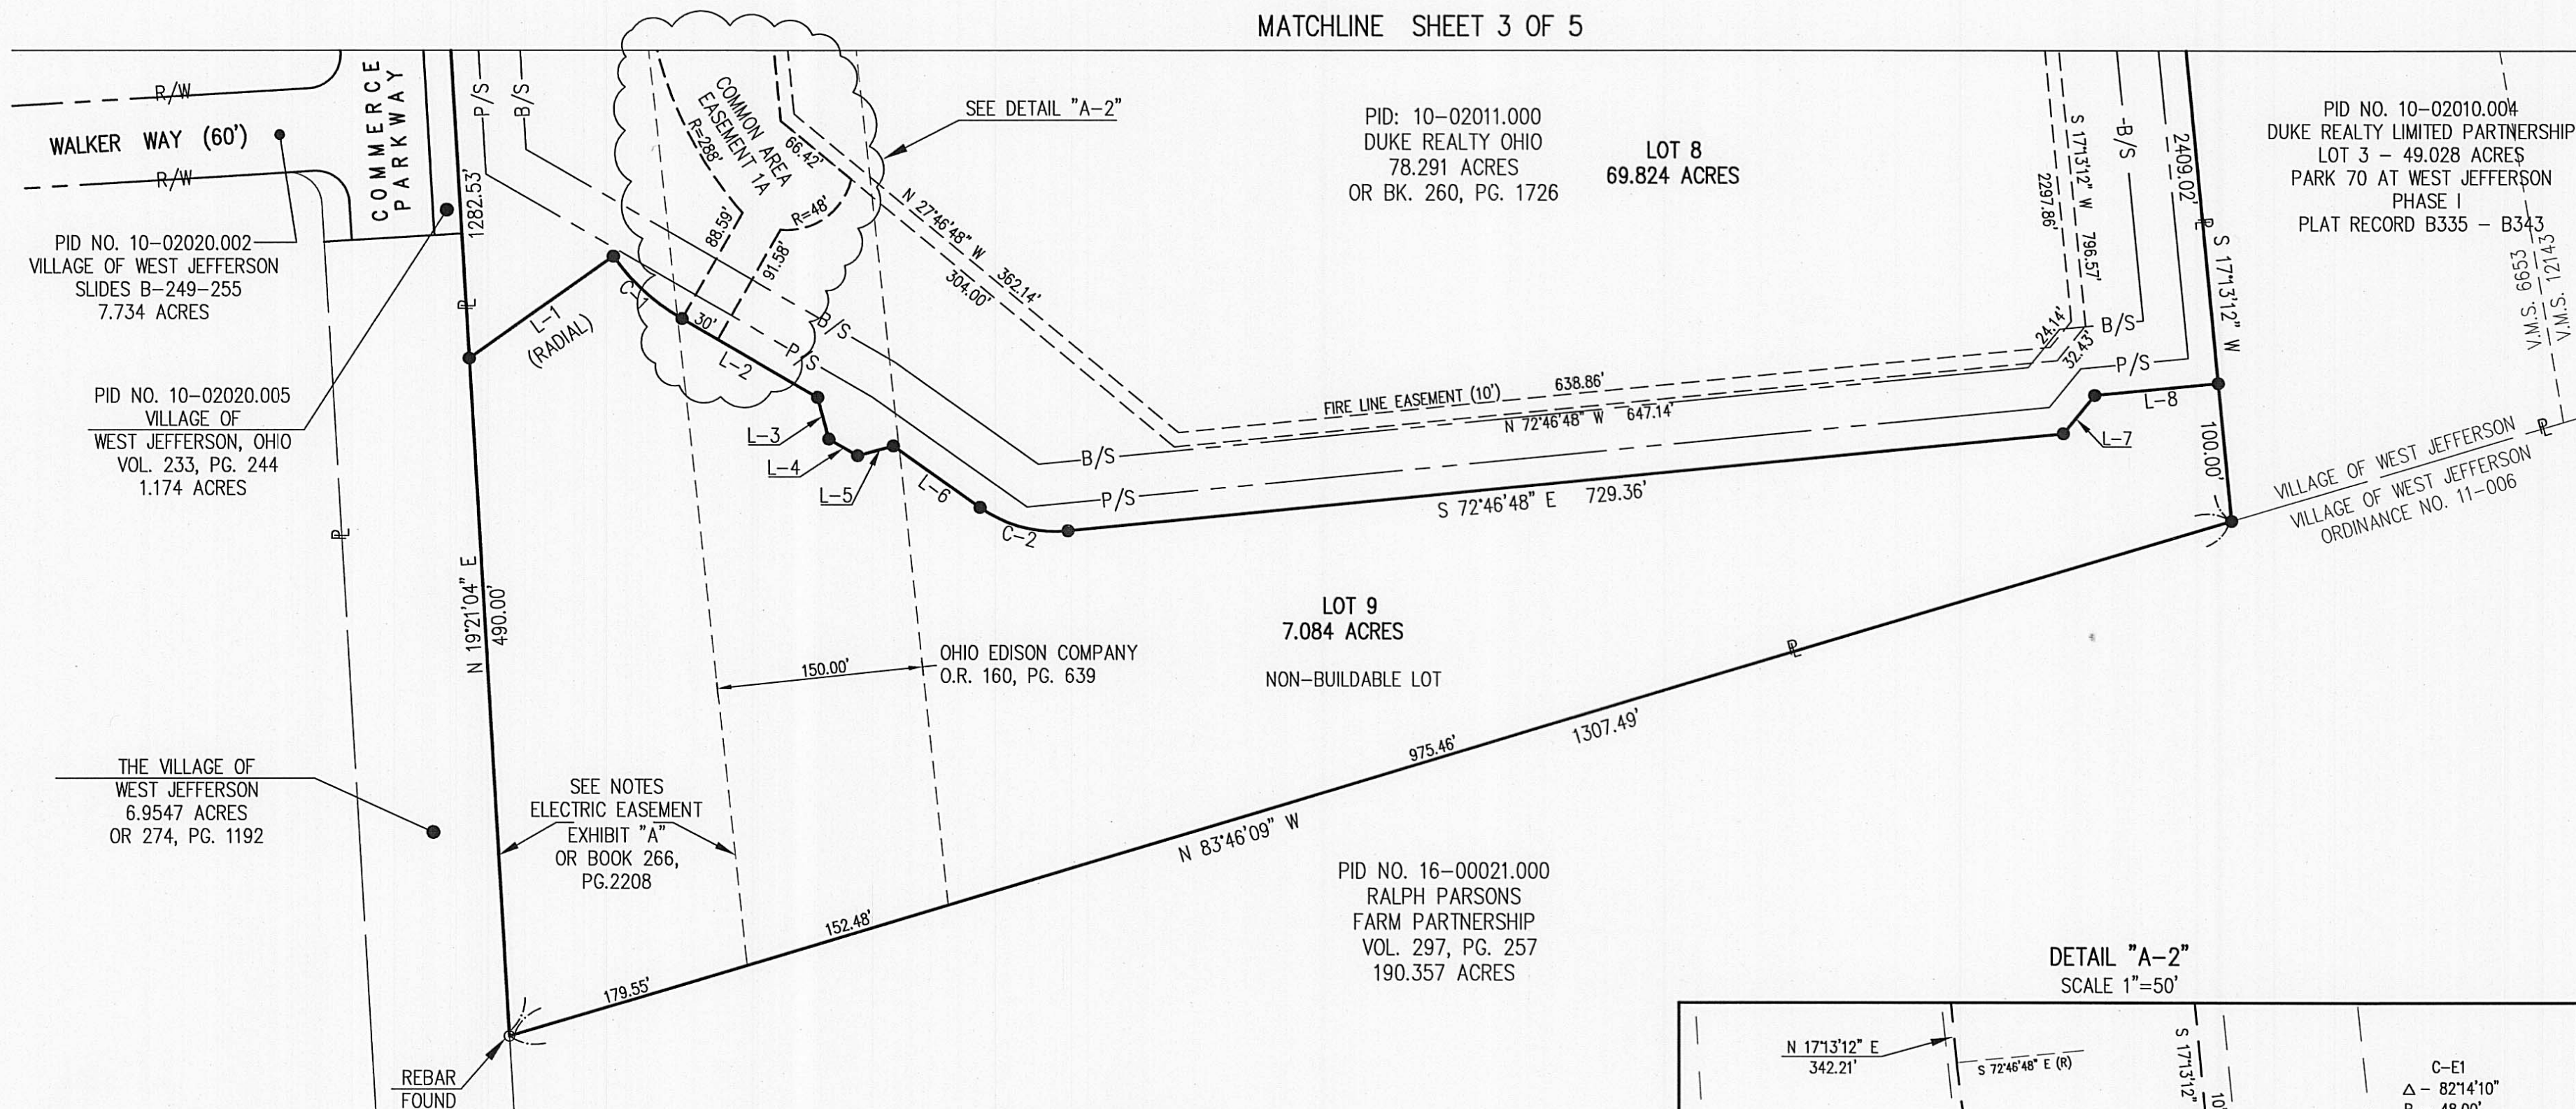 MATCHLINE SHEET 3 OF 5
R/W
WALKER WAY (60')
R/W
COMMERCE
PARKWAY
P/S
B/S
1282.53'
COMMON AREA
EASEMENT 1A
R=288'
66.42'
R=48'
88.59'
91.58'
SEE DETAIL "A-2"
PID: 10-02011.000
DUKE REALTY OHIO
78.291 ACRES
OR BK. 260, PG. 1726
LOT 8
69.824 ACRES
2297.86'
S 17°13'12" W 796.57'
B/S
2409.02'
PL
S 17°13'12" W
PID NO. 10-02010.004
DUKE REALTY LIMITED PARTNERSHIP
LOT 3 - 49.028 ACRES
PARK 70 AT WEST JEFFERSON
PHASE I
PLAT RECORD B335 - B343
V.M.S. 6653
V.M.S. 12143
PID NO. 10-02020.002
VILLAGE OF WEST JEFFERSON
SLIDES B-249-255
7.734 ACRES
PL
C-1
L-1
(RADIAL)
30'
L-2
B/S
P/S
N 27°46'48" W 362.14'
304.00'
24.14'
32.43'
B/S
P/S
PID NO. 10-02020.005
VILLAGE OF
WEST JEFFERSON, OHIO
VOL. 233, PG. 244
1.174 ACRES
L-3
L-4
L-5
L-6
C-2
B/S
P/S
FIRE LINE EASEMENT (10') 638.86'
N 72°46'48" W 647.14'
S 72°46'48" E 729.36'
L-7
L-8
100.00'
VILLAGE OF WEST JEFFERSON
PL
VILLAGE OF WEST JEFFERSON
ORDINANCE NO. 11-006
PL
N 19°21'04" E
490.00'
LOT 9
7.084 ACRES
NON-BUILDABLE LOT
150.00'
OHIO EDISON COMPANY
O.R. 160, PG. 639
PL
1307.49'
975.46'
N 83°46'09" W
THE VILLAGE OF
WEST JEFFERSON
6.9547 ACRES
OR 274, PG. 1192
SEE NOTES
ELECTRIC EASEMENT
EXHIBIT "A"
OR BOOK 266,
PG.2208
152.48'
179.55'
PID NO. 16-00021.000
RALPH PARSONS
FARM PARTNERSHIP
VOL. 297, PG. 257
190.357 ACRES
REBAR
FOUND
DETAIL "A-2"
SCALE 1"=50'
N 17°13'12" E
342.21'
S 72°46'48" E (R)
S 17°13'12"
10'
C-E1
Δ - 82°14'10"
48.00'